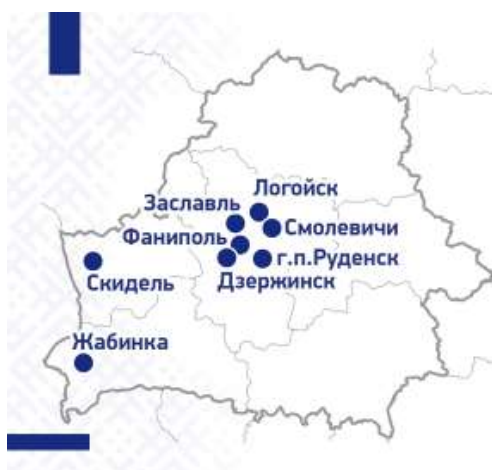 Логойск
Заславль
Смолевичи
Фаниполь
г.п.Руденск
Скидель
Дзержинск
Жабинка